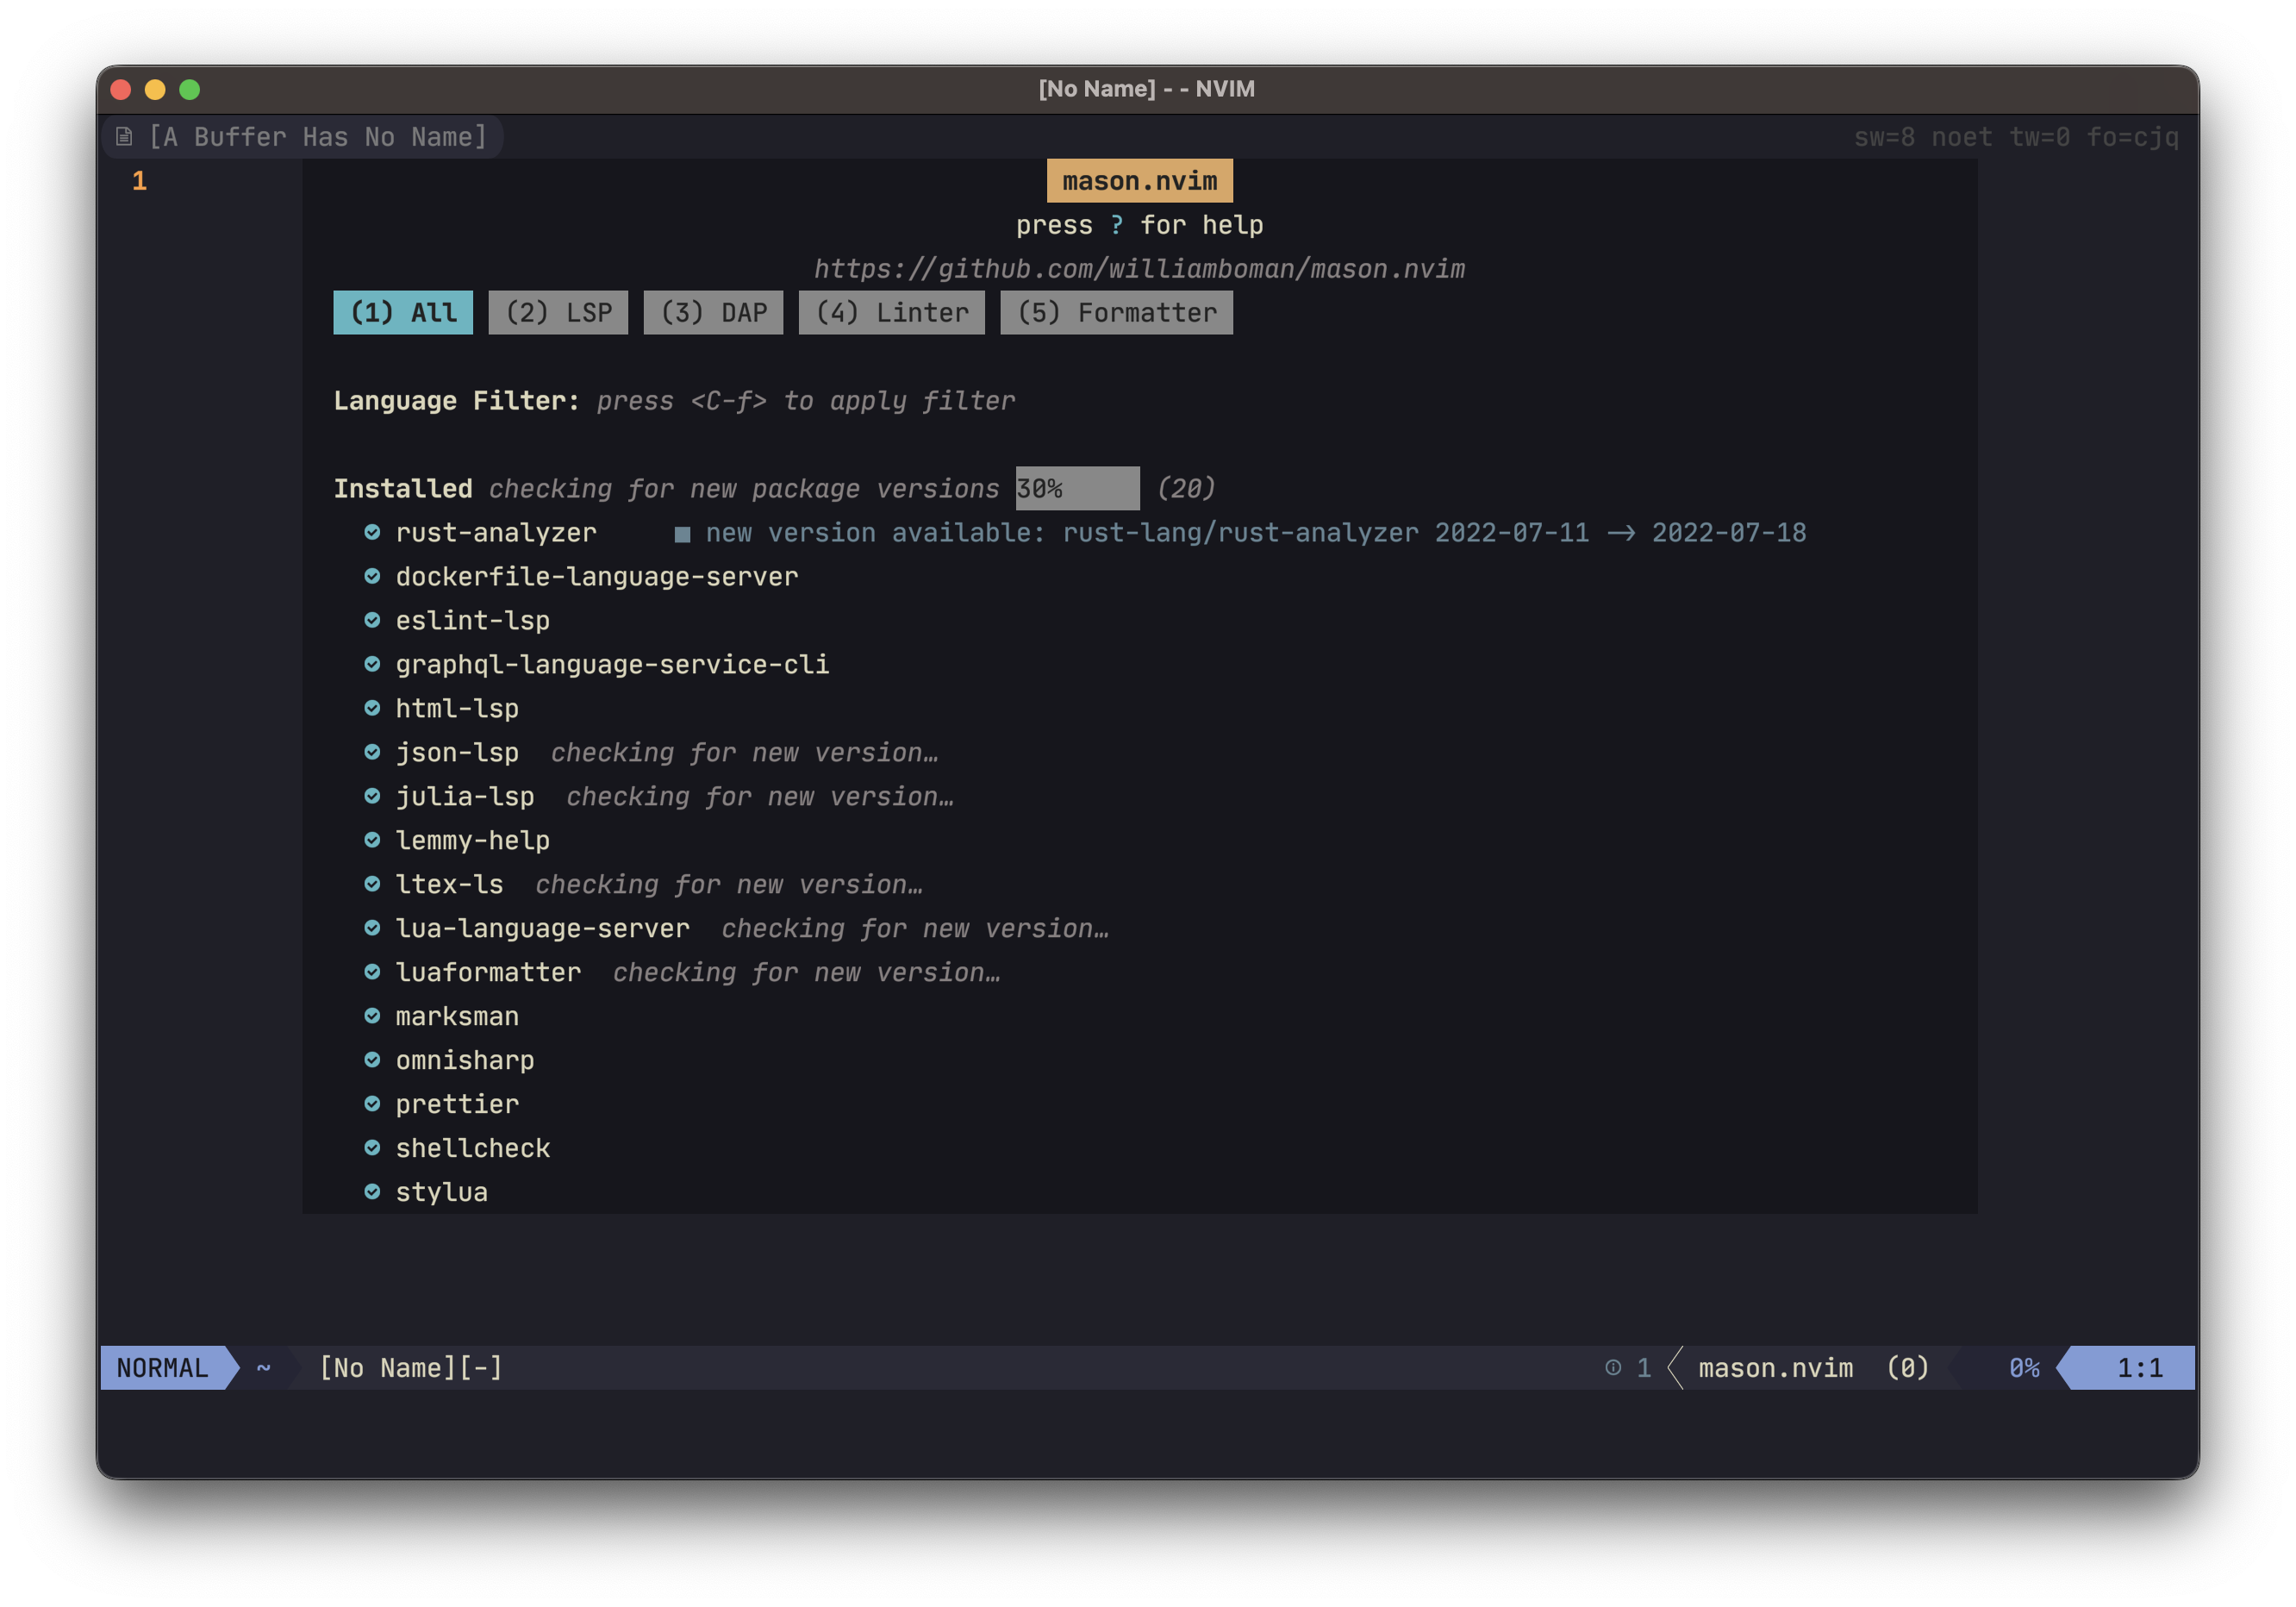 [No Name] - - NVIM
[A Buffer Has No Name] sw=8 noet tw=0 fo=cjq
1 mason.nvim
press ? for help
https://github.com/williamboman/mason.nvim
(1) All (2) LSP (3) DAP (4) Linter (5) Formatter
Language Filter: press <C-f> to apply filter
Installed checking for new package versions 30% (20)
rust-analyzer ■ new version available: rust-lang/rust-analyzer 2022-07-11 → 2022-07-18
dockerfile-language-server
eslint-lsp
graphql-language-service-cli
html-lsp
json-lsp checking for new version…
julia-lsp checking for new version…
lemmy-help
ltex-ls checking for new version…
lua-language-server checking for new version…
luaformatter checking for new version…
marksman
omnisharp
prettier
shellcheck
stylua
NORMAL ~ [No Name][-] 1 mason.nvim (0) 0% 1:1